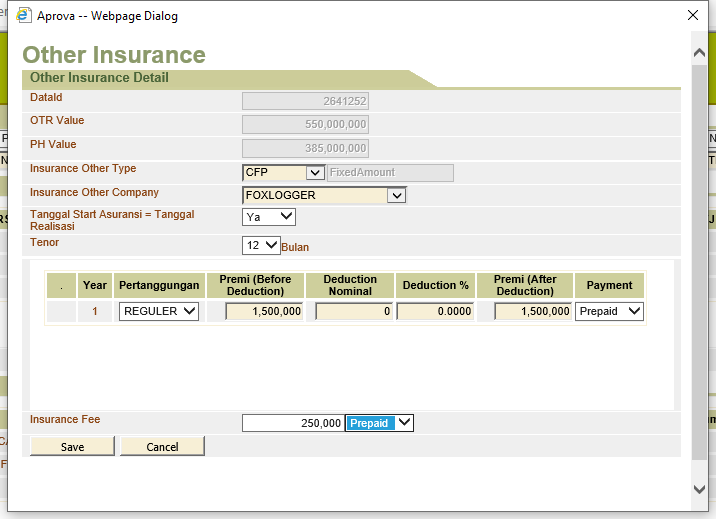 Aprova -- Webpage Dialog
Other Insurance
Other Insurance Detail
DataId 2641252
OTR Value 550,000,000
PH Value 385,000,000
Insurance Other Type CFP FixedAmount
Insurance Other Company FOXLOGGER
Tanggal Start Asuransi = Tanggal
Realisasi Ya
Tenor 12 Bulan
. Year Pertanggungan Premi (Before Deduction) Deduction Nominal Deduction % Premi (After Deduction) Payment
1 REGULER 1,500,000 0 0.0000 1,500,000 Prepaid
Insurance Fee 250,000 Prepaid
Save Cancel